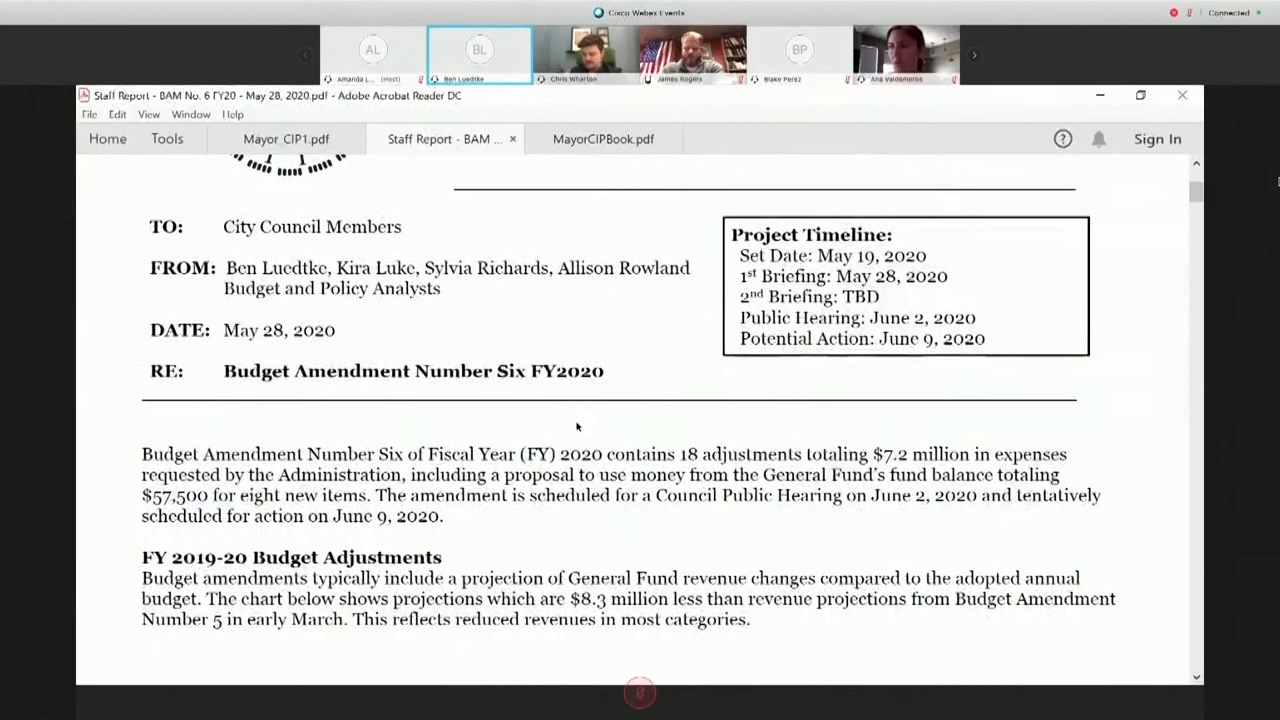 Cisco Webex Events
Connected
AL
BL
BP
Amanda L... (Host)
Ben Luedtke
Chris Wharton
James Rogers
Blake Perez
Ana Valdemoros
Staff Report - BAM No. 6 FY20 - May 28, 2020.pdf - Adobe Acrobat Reader DC
File Edit View Window Help
Home Tools Mayor_CIP1.pdf Staff Report - BAM ... × MayorCIPBook.pdf Sign In
TO: City Council Members
FROM: Ben Luedtke, Kira Luke, Sylvia Richards, Allison Rowland
Budget and Policy Analysts
DATE: May 28, 2020
RE: Budget Amendment Number Six FY2020
Project Timeline:
Set Date: May 19, 2020
1st Briefing: May 28, 2020
2nd Briefing: TBD
Public Hearing: June 2, 2020
Potential Action: June 9, 2020
Budget Amendment Number Six of Fiscal Year (FY) 2020 contains 18 adjustments totaling $7.2 million in expenses
requested by the Administration, including a proposal to use money from the General Fund's fund balance totaling
$57,500 for eight new items. The amendment is scheduled for a Council Public Hearing on June 2, 2020 and tentatively
scheduled for action on June 9, 2020.
FY 2019-20 Budget Adjustments
Budget amendments typically include a projection of General Fund revenue changes compared to the adopted annual
budget. The chart below shows projections which are $8.3 million less than revenue projections from Budget Amendment
Number 5 in early March. This reflects reduced revenues in most categories.